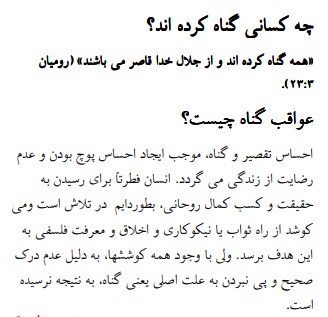 چه کسانی گناه کرده اند؟
«همه گناه کرده اند و از جلال خدا قاصر می باشند» (رومیان
۲۳:۳).
عواقب گناه چیست؟
احساس تقصیر و گناه، موجب ایجاد احساس پوچ بودن و عدم
رضایت از زندگی می گردد. انسان فطرتاً برای رسیدن به
حقیقت و کسب کمال روحانی، بطوردایم در تلاش است ومی
کوشد از راه ثواب یا نیکوکاری و اخلاق و معرفت فلسفی به
این هدف برسد. ولی با وجود همه کوششها، به دلیل عدم درک
صحیح و پی نبردن به علت اصلی یعنی گناه، به نتیجه نرسیده
است.